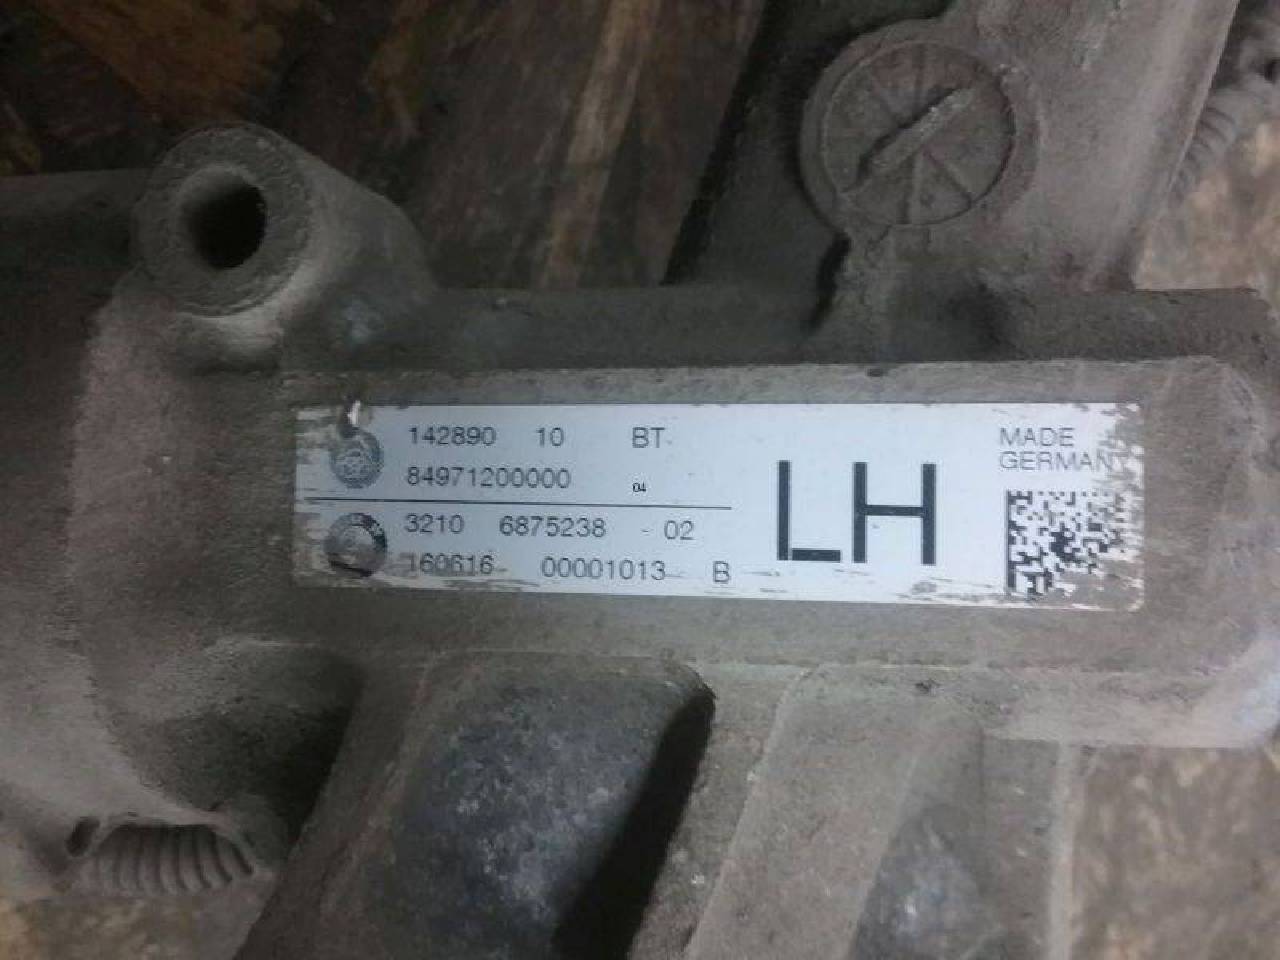 142890 10 BT
84971200000 04
3210 6875238 - 02
160616 00001013 B
LH
MADE
GERMANY